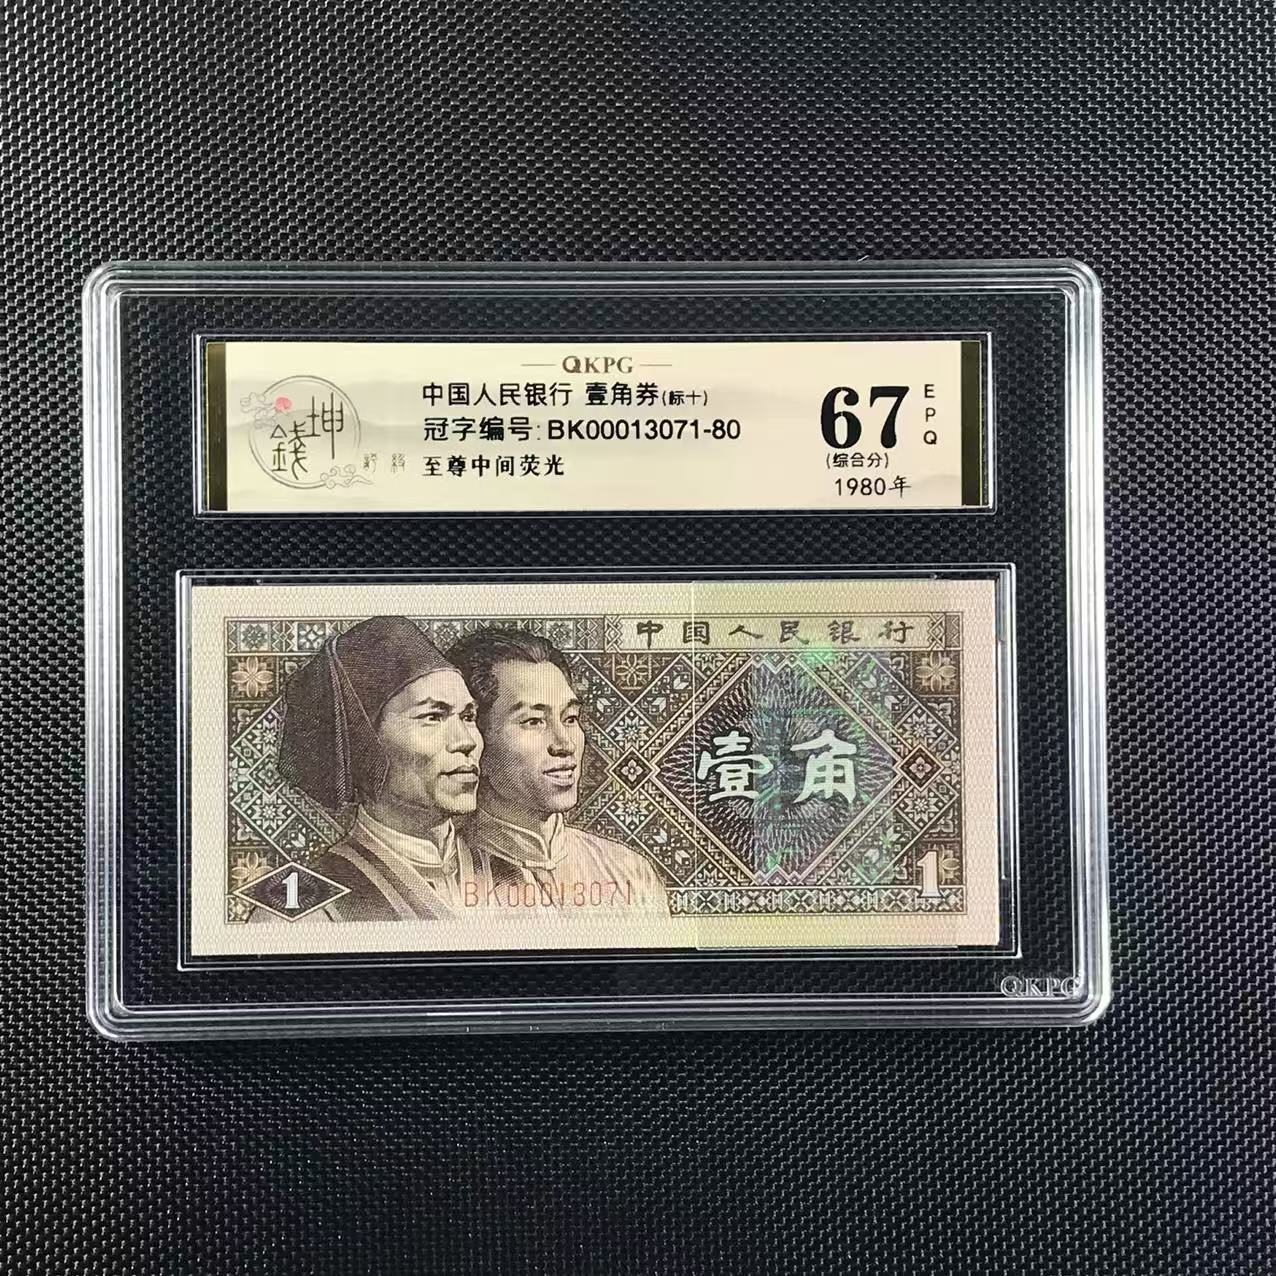 QKPG
中国人民银行 壹角券(标十)
冠字编号: BK00013071-80
至尊中间荧光
坤
錢
67
EPQ
(综合分)
1980年
中国人民银行
壹角
1
1
BK00013071
QKPG